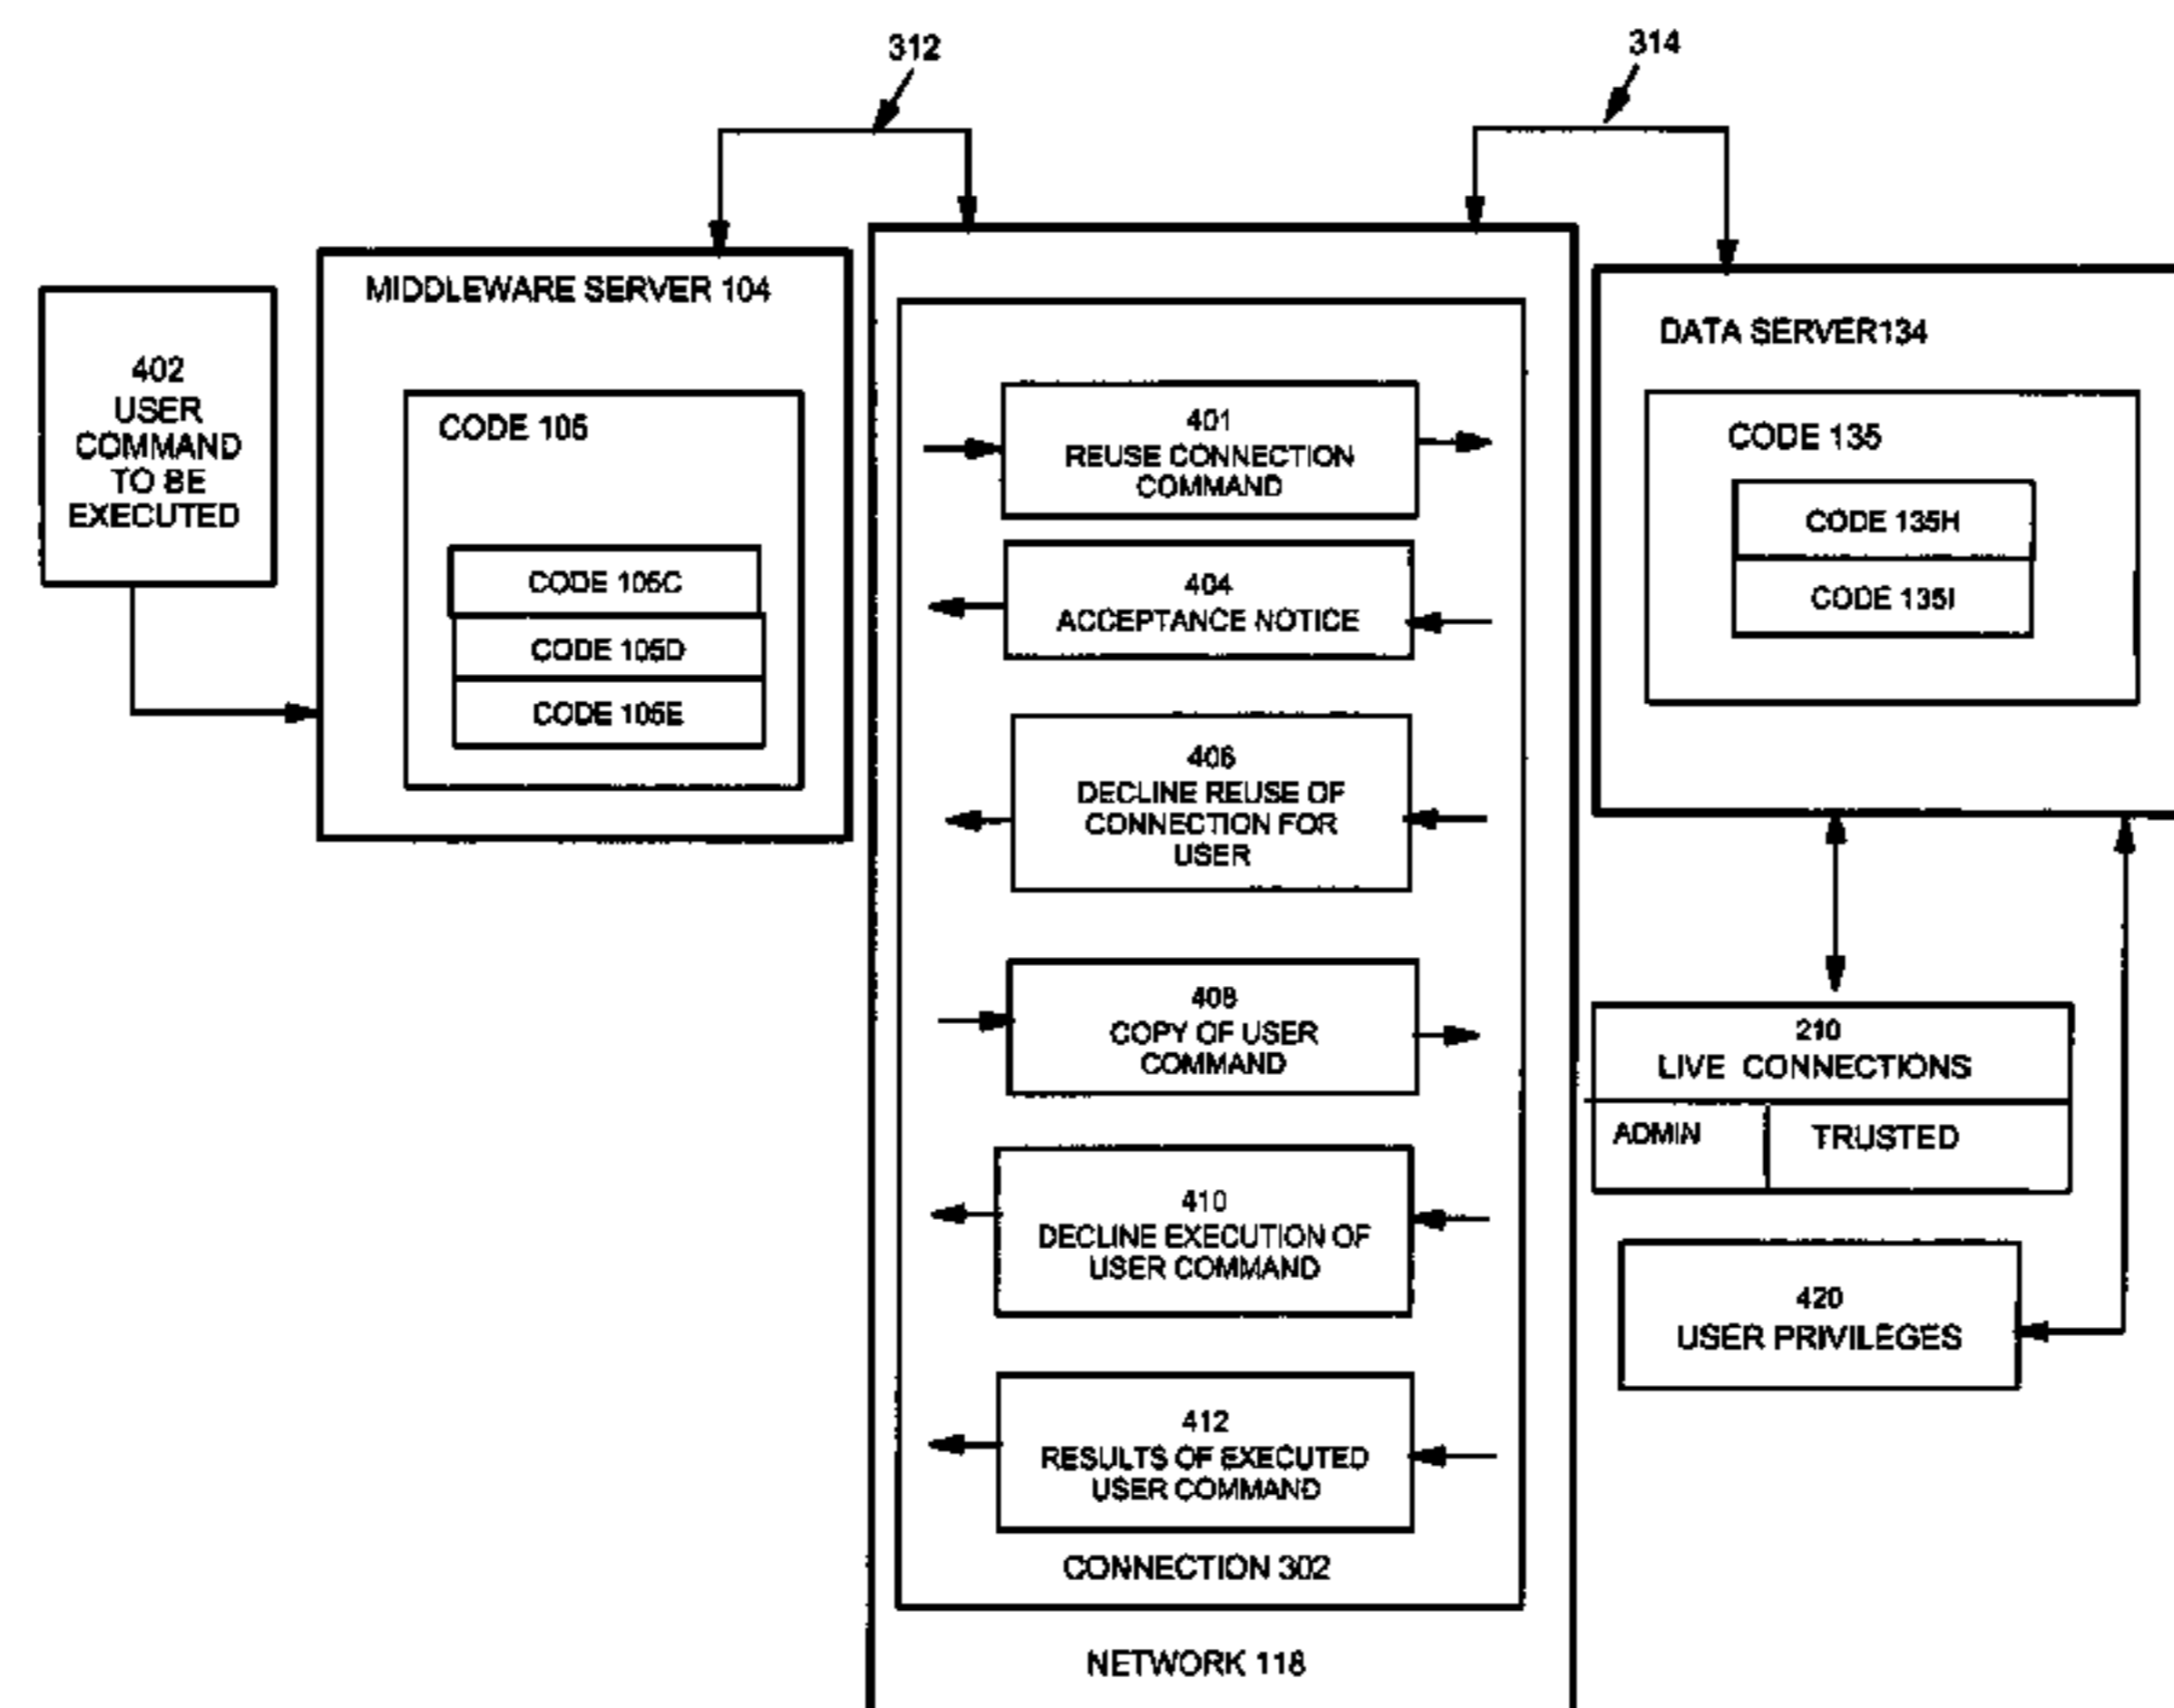 312
314
402
USER
COMMAND
TO BE
EXECUTED
MIDDLEWARE SERVER 104
CODE 105
CODE 105C
CODE 105D
CODE 105E
401
REUSE CONNECTION
COMMAND
404
ACCEPTANCE NOTICE
406
DECLINE REUSE OF
CONNECTION FOR
USER
408
COPY OF USER
COMMAND
410
DECLINE EXECUTION OF
USER COMMAND
412
RESULTS OF EXECUTED
USER COMMAND
CONNECTION 302
NETWORK 118
DATA SERVER134
CODE 135
CODE 135H
CODE 135I
210
LIVE CONNECTIONS
ADMIN
TRUSTED
420
USER PRIVILEGES